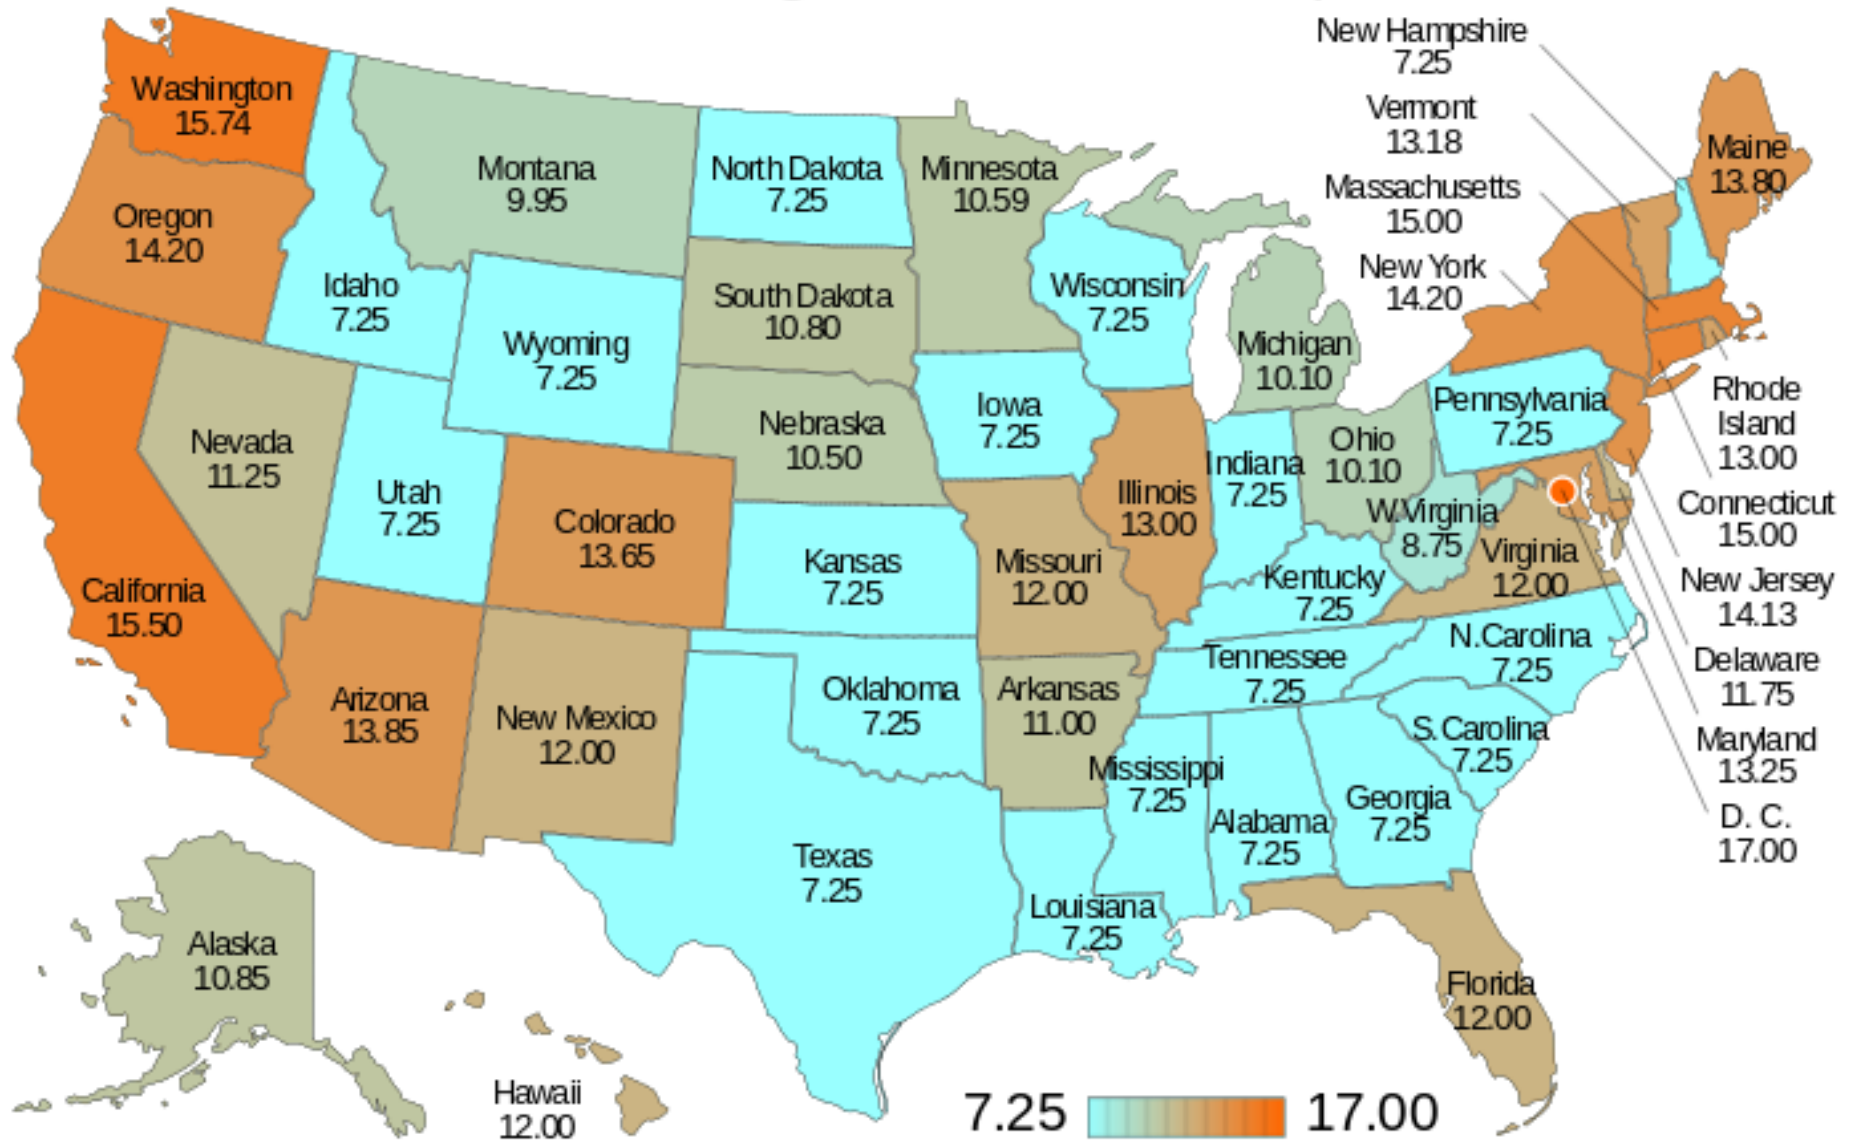 New Hampshire
7.25
Washington
15.74
Vermont
13.18
Maine
13.80
Montana
9.95
North Dakota
7.25
Minnesota
10.59
Massachusetts
15.00
Oregon
14.20
New York
14.20
Idaho
7.25
South Dakota
10.80
Wisconsin
7.25
Wyoming
7.25
Michigan
10.10
Rhode
Island
13.00
Pennsylvania
7.25
Iowa
7.25
Nebraska
10.50
Nevada
11.25
Ohio
10.10
Indiana
7.25
Utah
7.25
Illinois
13.00
Connecticut
15.00
W.Virginia
8.75
Colorado
13.65
Virginia
12.00
Kansas
7.25
Missouri
12.00
Kentucky
7.25
New Jersey
14.13
California
15.50
N.Carolina
7.25
Tennessee
7.25
Delaware
11.75
Arizona
13.85
New Mexico
12.00
Oklahoma
7.25
Arkansas
11.00
S.Carolina
7.25
Maryland
13.25
Mississippi
7.25
Georgia
7.25
Alabama
7.25
D. C.
17.00
Texas
7.25
Louisiana
7.25
Alaska
10.85
Florida
12.00
Hawaii
12.00
7.25 17.00